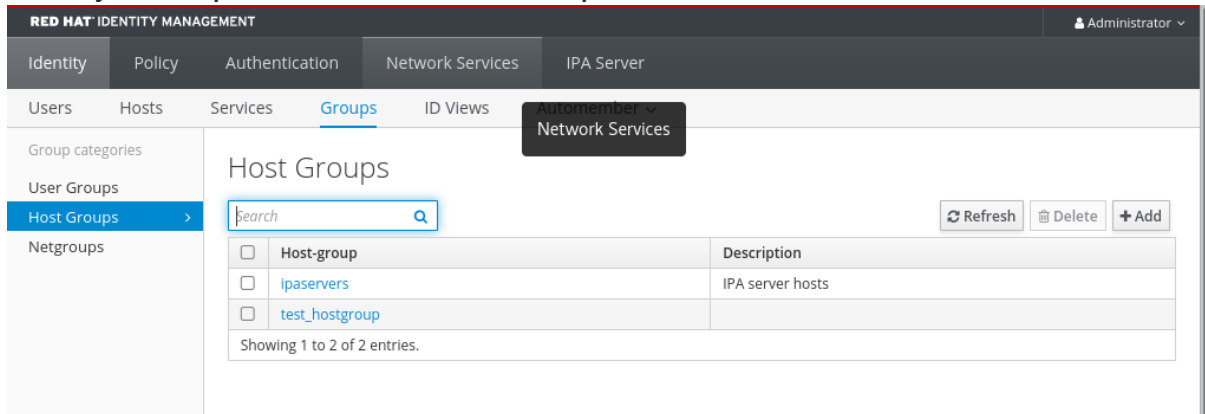 RED HAT® IDENTITY MANAGEMENT Administrator
Identity Policy Authentication Network Services IPA Server
Users Hosts Services Groups ID Views Automember
Network Services
Group categories
User Groups
Host Groups
Netgroups
Host Groups
Search
Refresh Delete + Add
Host-group Description
ipaservers IPA server hosts
test_hostgroup
Showing 1 to 2 of 2 entries.